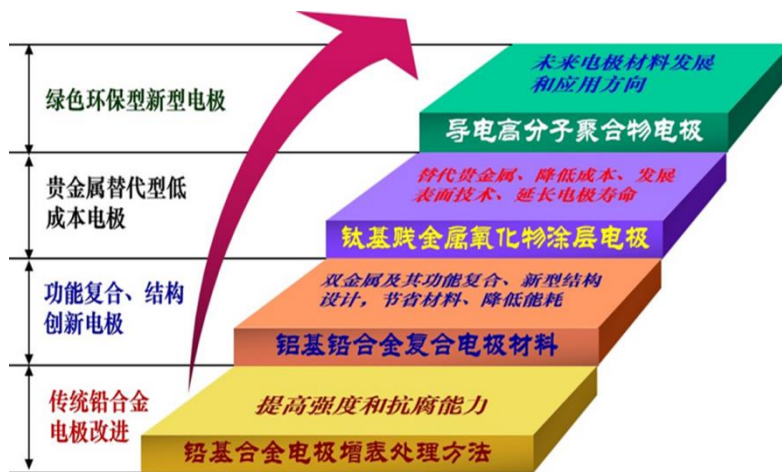 绿色环保型新型电极
未来电极材料发展
和应用方向
导电高分子聚合物电极
贵金属替代型低
成本电极
替代贵金属、降低成本、发展
表面技术、延长电极寿命
钛基贱金属氧化物涂层电极
功能复合、结构
创新电极
双金属及其功能复合、新型结构
设计，节省材料、降低能耗
铝基铅合金复合电极材料
传统铅合金
电极改进
提高强度和抗腐能力
铅基合金电极增表处理方法